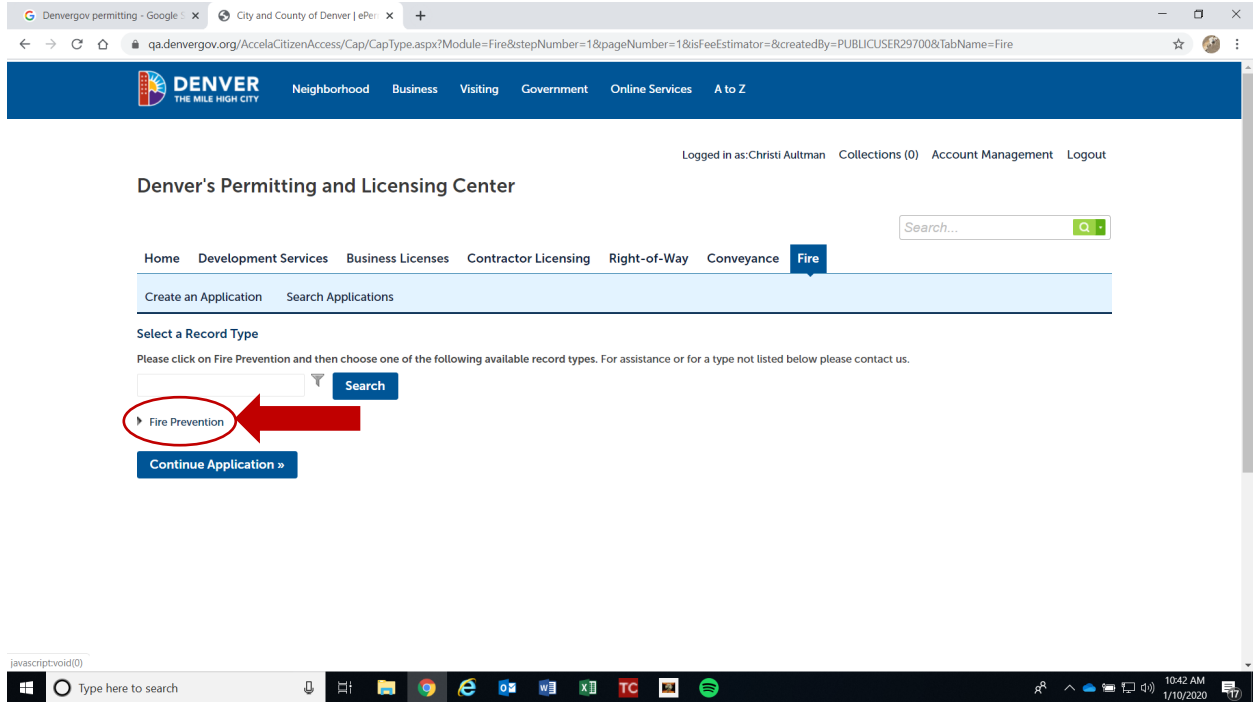 Denvergov permitting - Google S
City and County of Denver | ePer
qa.denvergov.org/AccelaCitizenAccess/Cap/CapType.aspx?Module=Fire&stepNumber=1&pageNumber=1&isFeeEstimator=&createdBy=PUBLICUSER29700&TabName=Fire
DENVER
THE MILE HIGH CITY
Neighborhood Business Visiting Government Online Services A to Z
Logged in as:Christi Aultman Collections (0) Account Management Logout
Denver's Permitting and Licensing Center
Search...
Home Development Services Business Licenses Contractor Licensing Right-of-Way Conveyance Fire
Create an Application Search Applications
Select a Record Type
Please click on Fire Prevention and then choose one of the following available record types. For assistance or for a type not listed below please contact us.
Search
Fire Prevention
Continue Application »
javascript:void(0)
Type here to search
TC
10:42 AM
1/10/2020
17